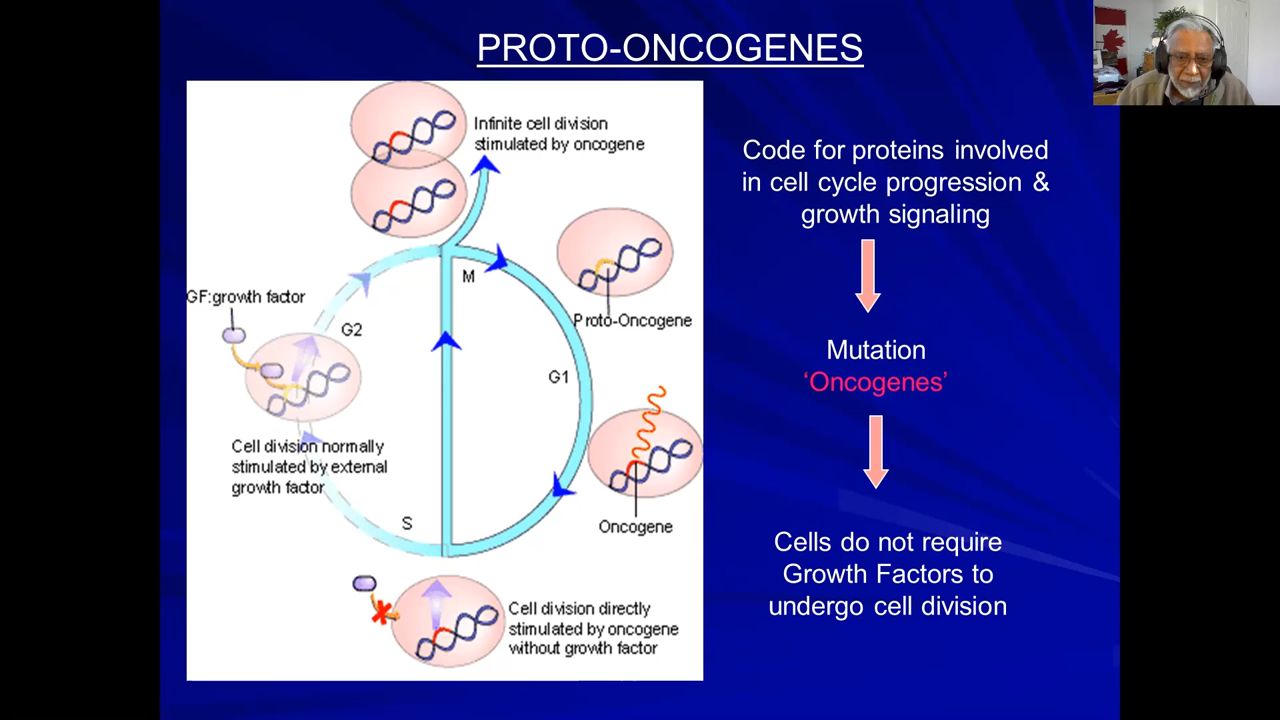 PROTO-ONCOGENES
Infinite cell division
stimulated by oncogene
M
Proto-Oncogene
GF:growth factor
G2
G1
Cell division normally
stimulated by external
growth factor
S
Oncogene
Cell division directly
stimulated by oncogene
without growth factor
Code for proteins involved
in cell cycle progression &
growth signaling
Mutation
‘Oncogenes’
Cells do not require
Growth Factors to
undergo cell division